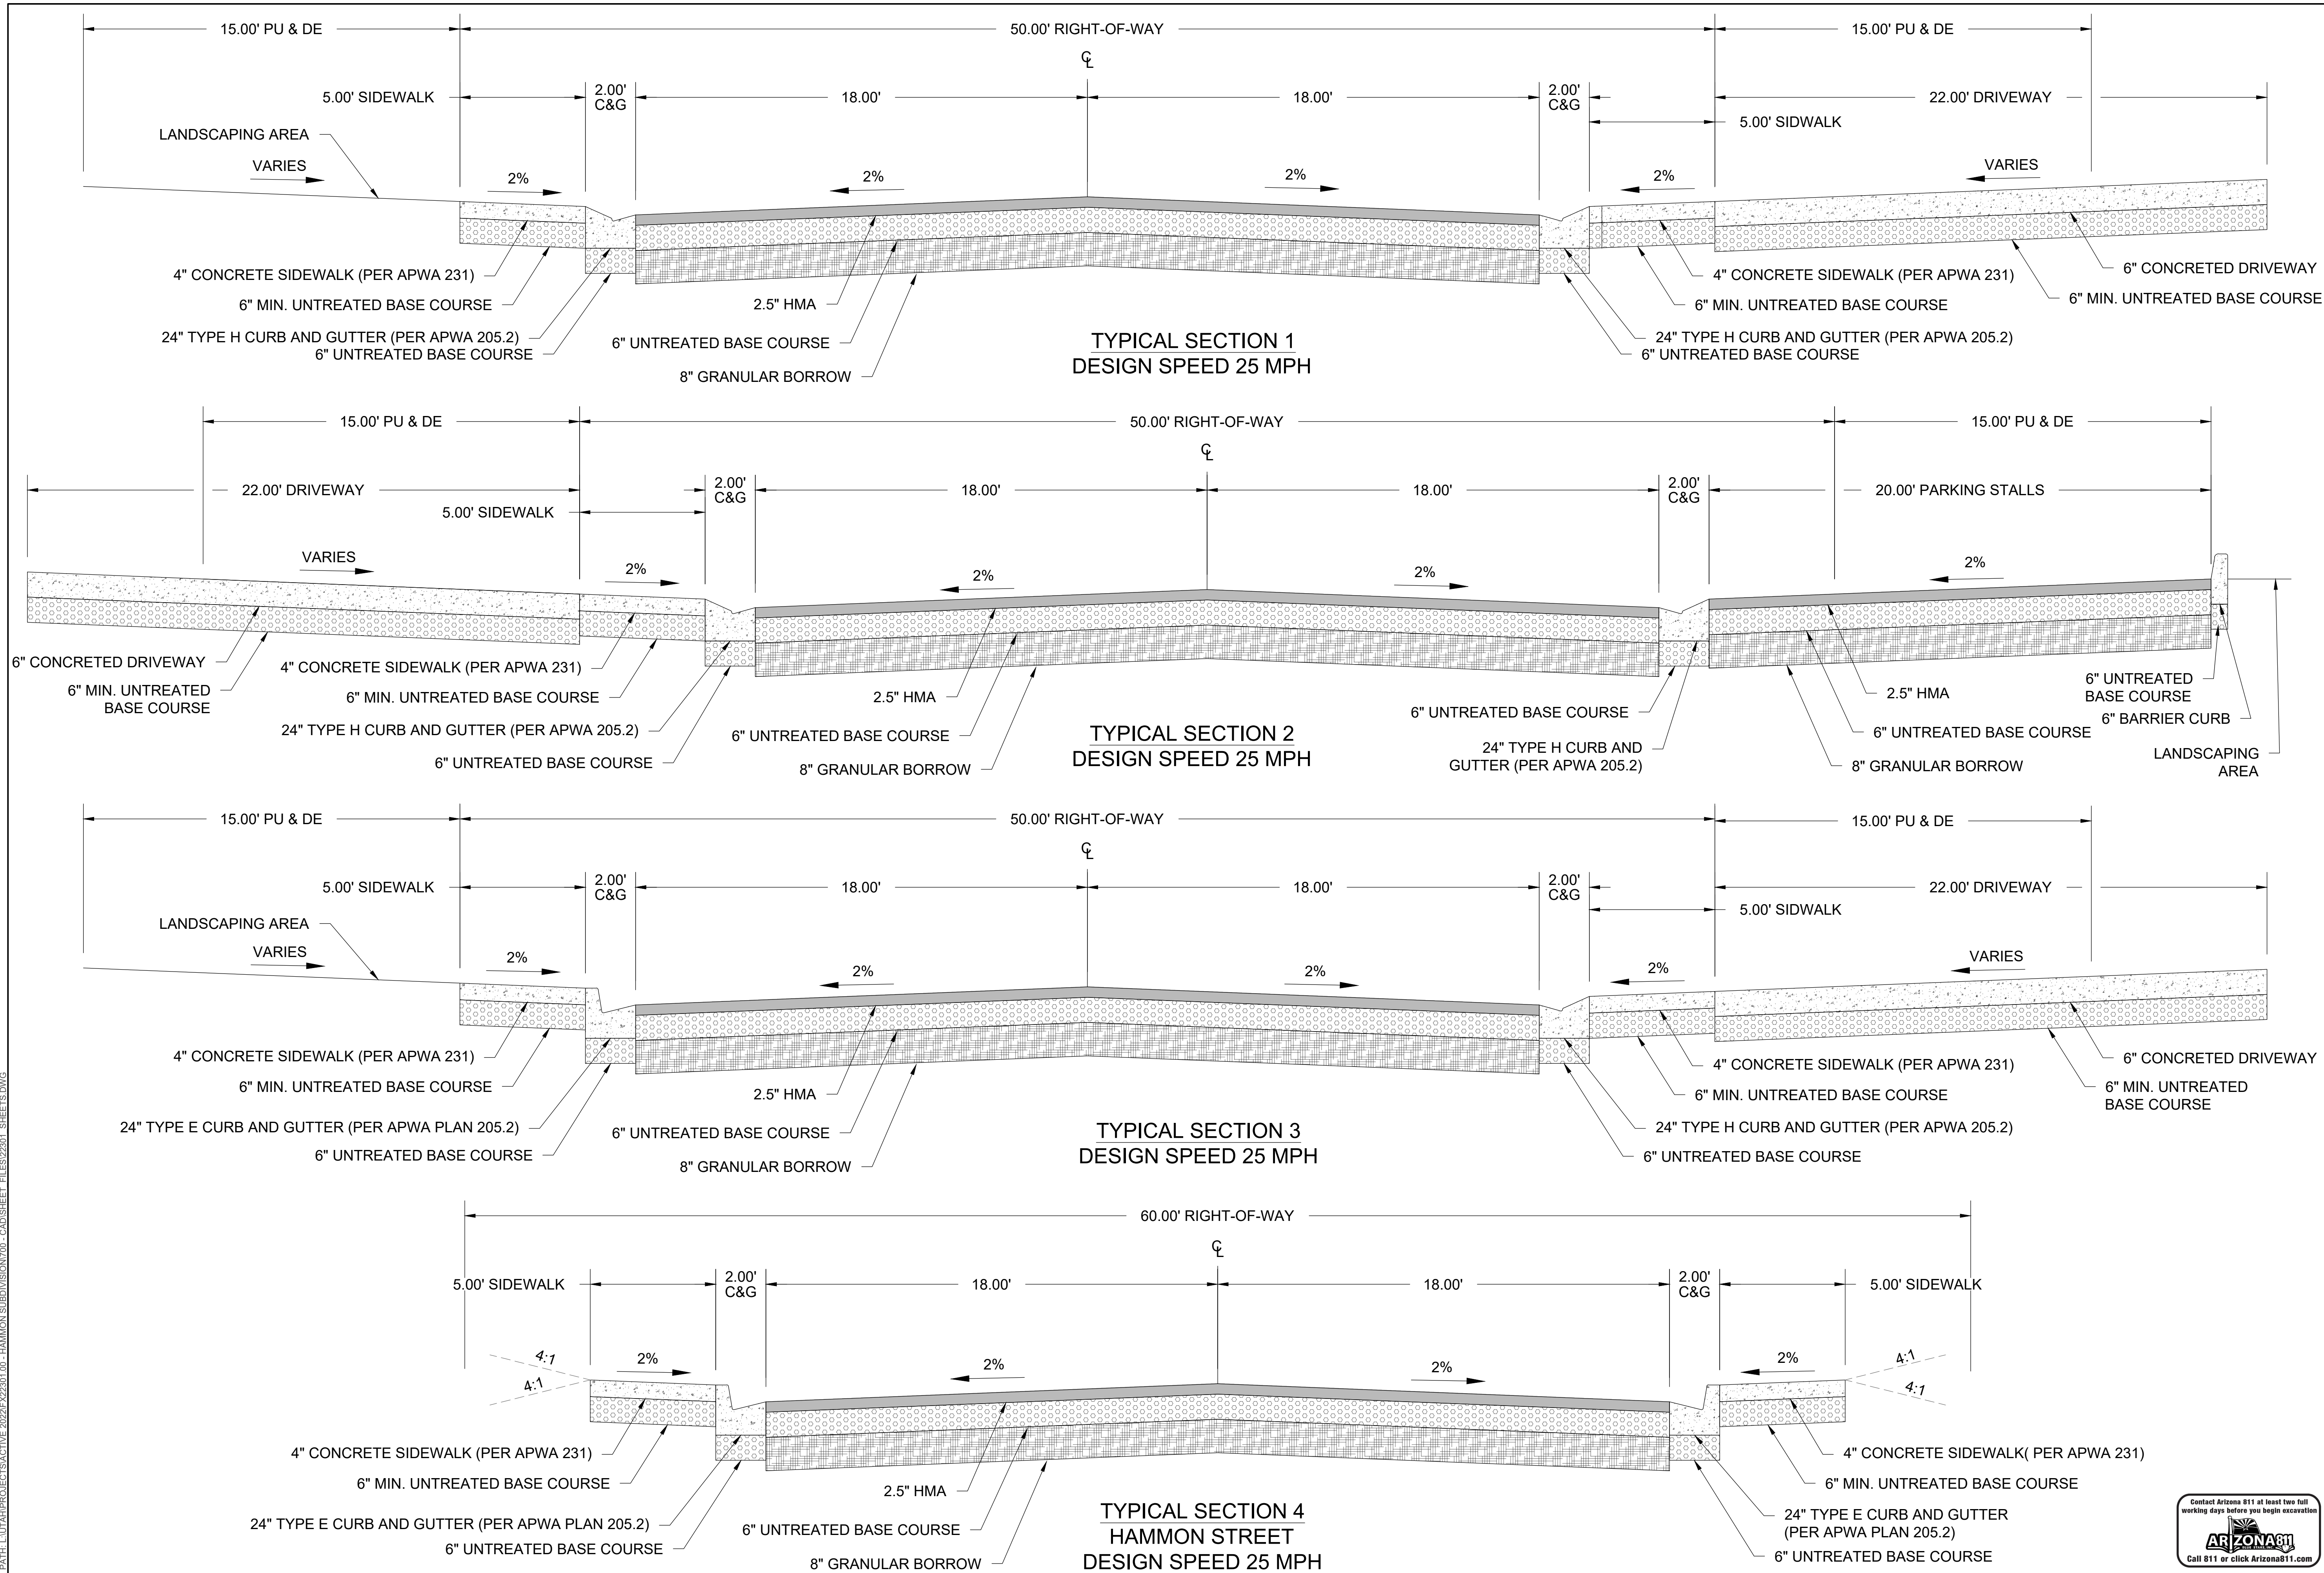 15.00' PU & DE
50.00' RIGHT-OF-WAY
15.00' PU & DE
℄
5.00' SIDEWALK
2.00'
C&G
18.00'
18.00'
2.00'
C&G
22.00' DRIVEWAY
5.00' SIDWALK
LANDSCAPING AREA
VARIES
2%
2%
2%
2%
VARIES
4" CONCRETE SIDEWALK (PER APWA 231)
6" MIN. UNTREATED BASE COURSE
24" TYPE H CURB AND GUTTER (PER APWA 205.2)
6" UNTREATED BASE COURSE
2.5" HMA
6" UNTREATED BASE COURSE
8" GRANULAR BORROW
TYPICAL SECTION 1
DESIGN SPEED 25 MPH
4" CONCRETE SIDEWALK (PER APWA 231)
6" MIN. UNTREATED BASE COURSE
24" TYPE H CURB AND GUTTER (PER APWA 205.2)
6" UNTREATED BASE COURSE
6" CONCRETED DRIVEWAY
6" MIN. UNTREATED BASE COURSE
15.00' PU & DE
50.00' RIGHT-OF-WAY
15.00' PU & DE
℄
22.00' DRIVEWAY
5.00' SIDEWALK
2.00'
C&G
18.00'
18.00'
2.00'
C&G
20.00' PARKING STALLS
VARIES
2%
2%
2%
2%
6" CONCRETED DRIVEWAY
6" MIN. UNTREATED
BASE COURSE
4" CONCRETE SIDEWALK (PER APWA 231)
6" MIN. UNTREATED BASE COURSE
24" TYPE H CURB AND GUTTER (PER APWA 205.2)
6" UNTREATED BASE COURSE
2.5" HMA
6" UNTREATED BASE COURSE
8" GRANULAR BORROW
TYPICAL SECTION 2
DESIGN SPEED 25 MPH
6" UNTREATED BASE COURSE
24" TYPE H CURB AND
GUTTER (PER APWA 205.2)
2.5" HMA
6" UNTREATED BASE COURSE
8" GRANULAR BORROW
6" UNTREATED
BASE COURSE
6" BARRIER CURB
LANDSCAPING
AREA
15.00' PU & DE
50.00' RIGHT-OF-WAY
15.00' PU & DE
℄
5.00' SIDEWALK
2.00'
C&G
18.00'
18.00'
2.00'
C&G
22.00' DRIVEWAY
5.00' SIDWALK
LANDSCAPING AREA
VARIES
2%
2%
2%
2%
VARIES
4" CONCRETE SIDEWALK (PER APWA 231)
6" MIN. UNTREATED BASE COURSE
24" TYPE E CURB AND GUTTER (PER APWA PLAN 205.2)
6" UNTREATED BASE COURSE
2.5" HMA
6" UNTREATED BASE COURSE
8" GRANULAR BORROW
TYPICAL SECTION 3
DESIGN SPEED 25 MPH
4" CONCRETE SIDEWALK (PER APWA 231)
6" MIN. UNTREATED BASE COURSE
24" TYPE H CURB AND GUTTER (PER APWA 205.2)
6" UNTREATED BASE COURSE
6" CONCRETED DRIVEWAY
6" MIN. UNTREATED
BASE COURSE
60.00' RIGHT-OF-WAY
℄
5.00' SIDEWALK
2.00'
C&G
18.00'
18.00'
2.00'
C&G
5.00' SIDEWALK
4:1
4:1
2%
2%
2%
2%
4:1
4:1
4" CONCRETE SIDEWALK (PER APWA 231)
6" MIN. UNTREATED BASE COURSE
24" TYPE E CURB AND GUTTER (PER APWA PLAN 205.2)
6" UNTREATED BASE COURSE
2.5" HMA
6" UNTREATED BASE COURSE
8" GRANULAR BORROW
TYPICAL SECTION 4
HAMMON STREET
DESIGN SPEED 25 MPH
4" CONCRETE SIDEWALK( PER APWA 231)
6" MIN. UNTREATED BASE COURSE
24" TYPE E CURB AND GUTTER
(PER APWA PLAN 205.2)
6" UNTREATED BASE COURSE
Contact Arizona 811 at least two full
working days before you begin excavation
ARIZONA811
Call 811 or click Arizona811.com
PATH: L:\UTAH\PROJECTS\ACTIVE 2022\FX22301.00 - HAMMON SUBDIVISION\700 - CAD\SHEET FILES\22301_SHEETS.DWG